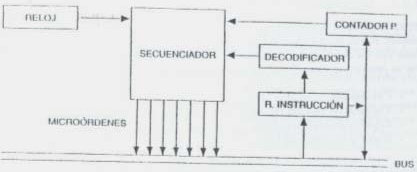 RELOJ
CONTADOR P.
SECUENCIADOR
DECODIFICADOR
R. INSTRUCCIÓN
MICROÓRDENES
BUS